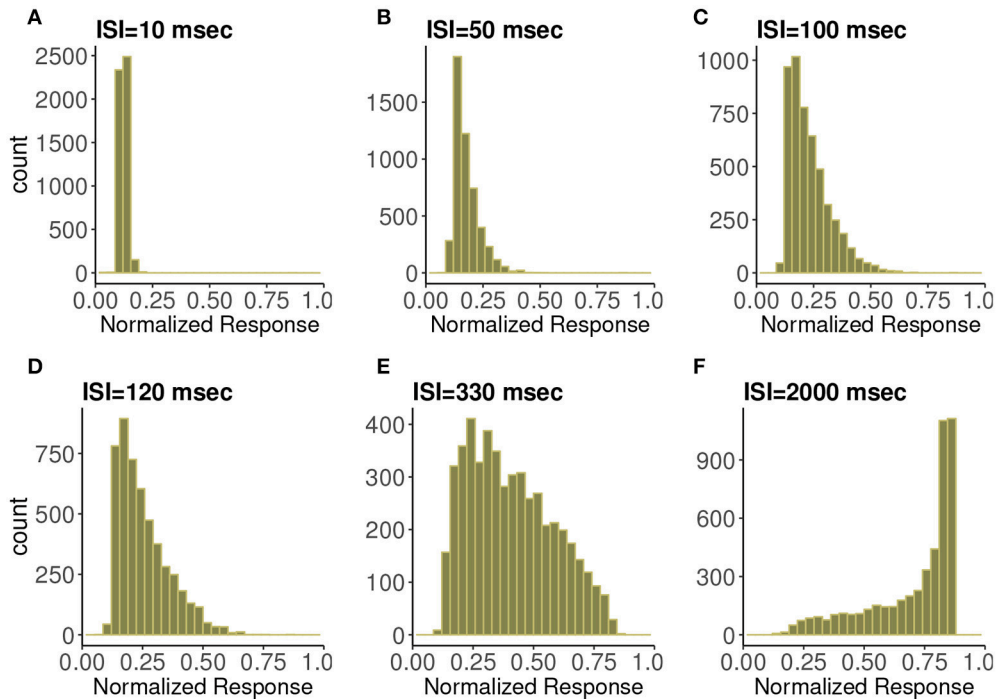 A
ISI=10 msec
2500
2000
1500
1000
500
0
count
0.00 0.25 0.50 0.75 1.0
Normalized Response
B
ISI=50 msec
1500
1000
500
0
0.00 0.25 0.50 0.75 1.0
Normalized Response
C
ISI=100 msec
1000
750
500
250
0
0.00 0.25 0.50 0.75 1.0
Normalized Response
D
ISI=120 msec
750
500
250
0
count
0.00 0.25 0.50 0.75 1.0
Normalized Response
E
ISI=330 msec
400
300
200
100
0
0.00 0.25 0.50 0.75 1.0
Normalized Response
F
ISI=2000 msec
900
600
300
0
0.00 0.25 0.50 0.75 1.0
Normalized Response